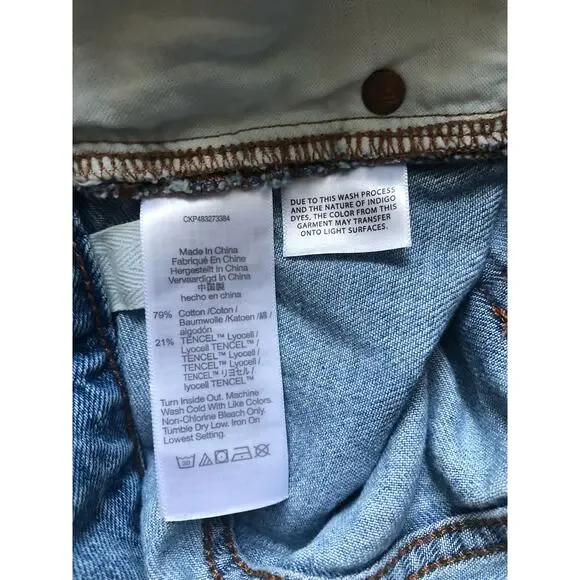 CKP483273384
Made In China
Fabriqué En Chine
Hergestellt In China
Vervaardigd In China
中国製
hecho en china
79% Cotton /Coton /
Baumwolle /Katoen /綿 /
algodón
21% TENCEL™ Lyocell /
Lyocell TENCEL™ /
TENCEL™ Lyocell /
TENCEL™ Lyocell /
TENCEL™ リヨセル /
lyocell TENCEL™
Turn Inside Out. Machine
Wash Cold With Like Colors.
Non-Chlorine Bleach Only.
Tumble Dry Low. Iron On
Lowest Setting.
30
DUE TO THIS WASH PROCESS
AND THE NATURE OF INDIGO
DYES, THE COLOR FROM THIS
GARMENT MAY TRANSFER
ONTO LIGHT SURFACES.